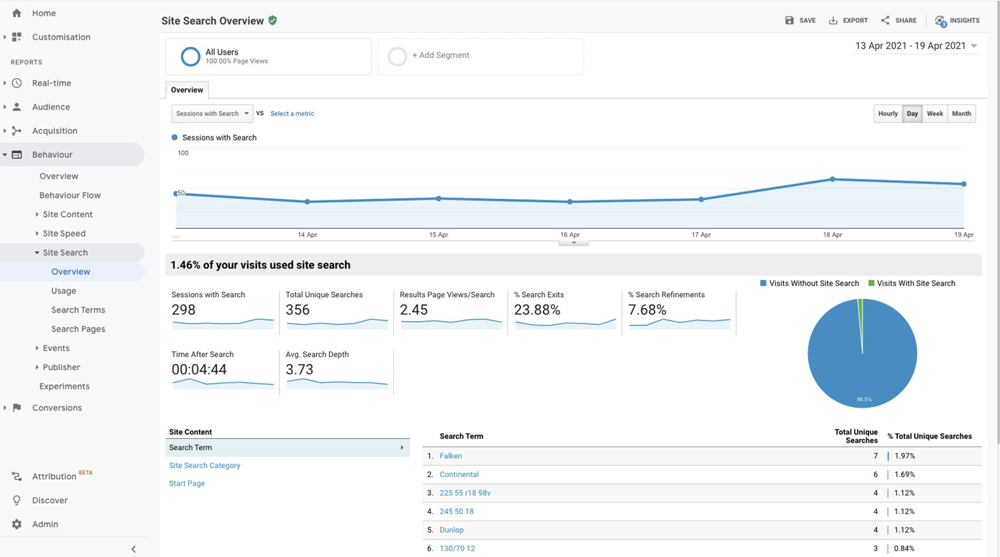 Home
Customisation
REPORTS
Real-time
Audience
Acquisition
Behaviour
Overview
Behaviour Flow
Site Content
Site Speed
Site Search
Overview
Usage
Search Terms
Search Pages
Events
Publisher
Experiments
Conversions
Attribution BETA
Discover
Admin
Site Search Overview
SAVE EXPORT SHARE 3 INSIGHTS
All Users
100.00% Page Views
+ Add Segment
13 Apr 2021 - 19 Apr 2021
Overview
Sessions with Search VS Select a metric
Hourly Day Week Month
Sessions with Search
100
50
... 14 Apr 15 Apr 16 Apr 17 Apr 18 Apr 19 Apr
1.46% of your visits used site search
Visits Without Site Search Visits With Site Search
Sessions with Search Total Unique Searches Results Page Views/Search % Search Exits % Search Refinements
298 356 2.45 23.88% 7.68%
Time After Search Avg. Search Depth
00:04:44 3.73
98.5%
Site Content
Search Term
Site Search Category
Start Page
Search Term Total Unique Searches % Total Unique Searches
1. Falken 7 1.97%
2. Continental 6 1.69%
3. 225 55 r18 98v 4 1.12%
4. 245 50 18 4 1.12%
5. Dunlop 4 1.12%
6. 130/70 12 3 0.84%